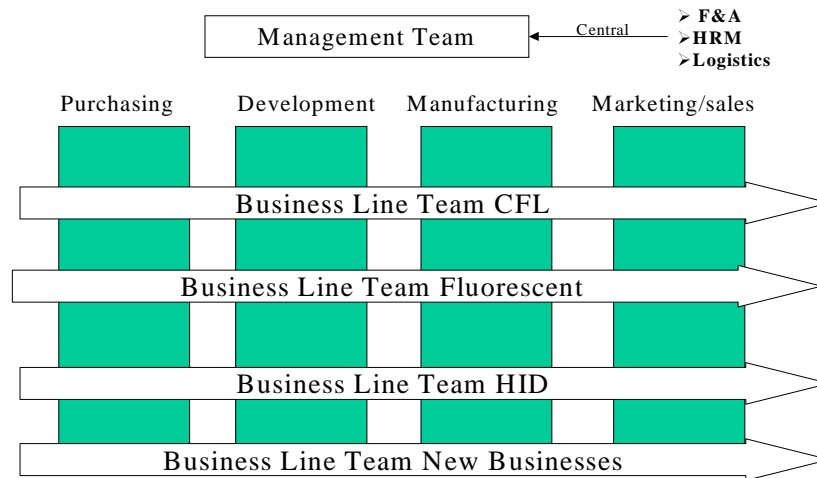 Management Team
Central
➢ F&A
➢HRM
➢Logistics
Purchasing Development Manufacturing Marketing/sales
Business Line Team CFL
Business Line Team Fluorescent
Business Line Team HID
Business Line Team New Businesses